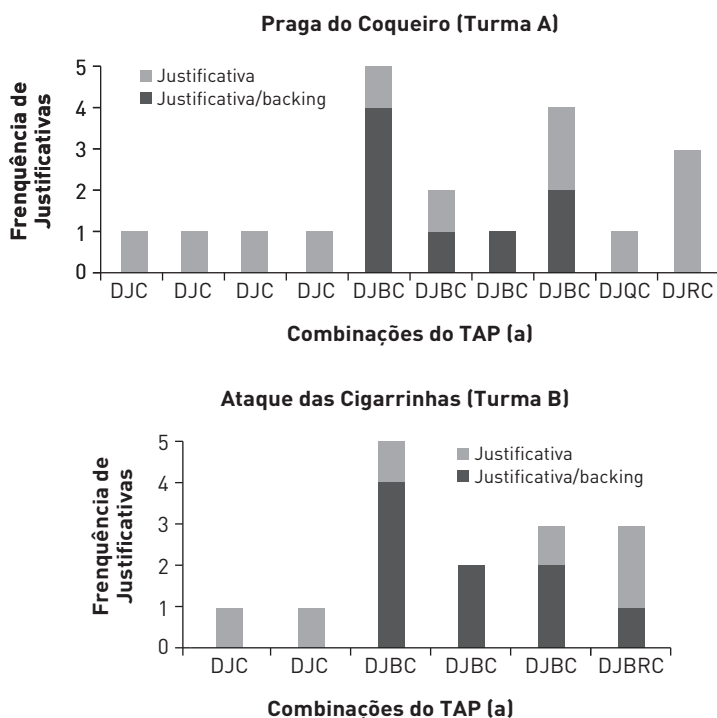 Praga do Coqueiro (Turma A)
Frenquência de
Justificativas
5
4
3
2
1
0
Justificativa
Justificativa/backing
DJC DJC DJC DJC DJBC DJBC DJBC DJBC DJQC DJRC
Combinações do TAP (a)
Ataque das Cigarrinhas (Turma B)
Frenquência de
Justificativas
5
4
3
2
1
0
Justificativa
Justificativa/backing
DJC DJC DJBC DJBC DJBC DJBRC
Combinações do TAP (a)